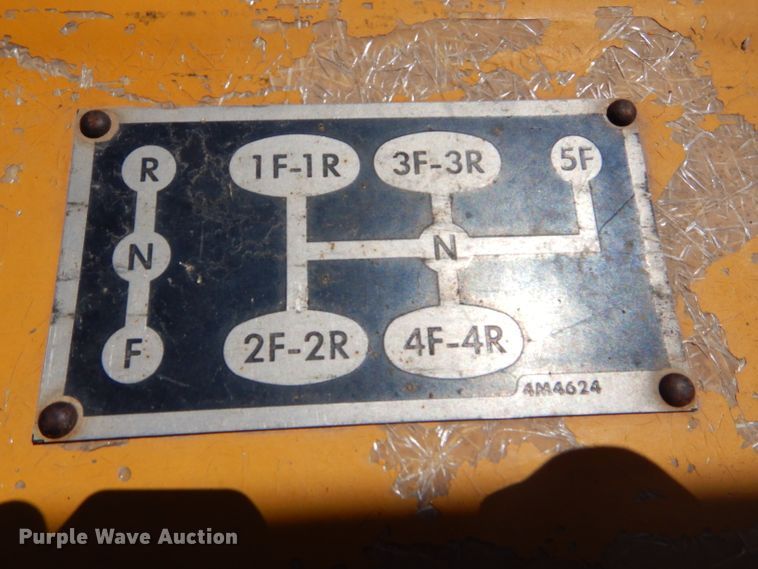 R 1F-1R 3F-3R 5F
N N
F 2F-2R 4F-4R
4M4624
Purple Wave Auction